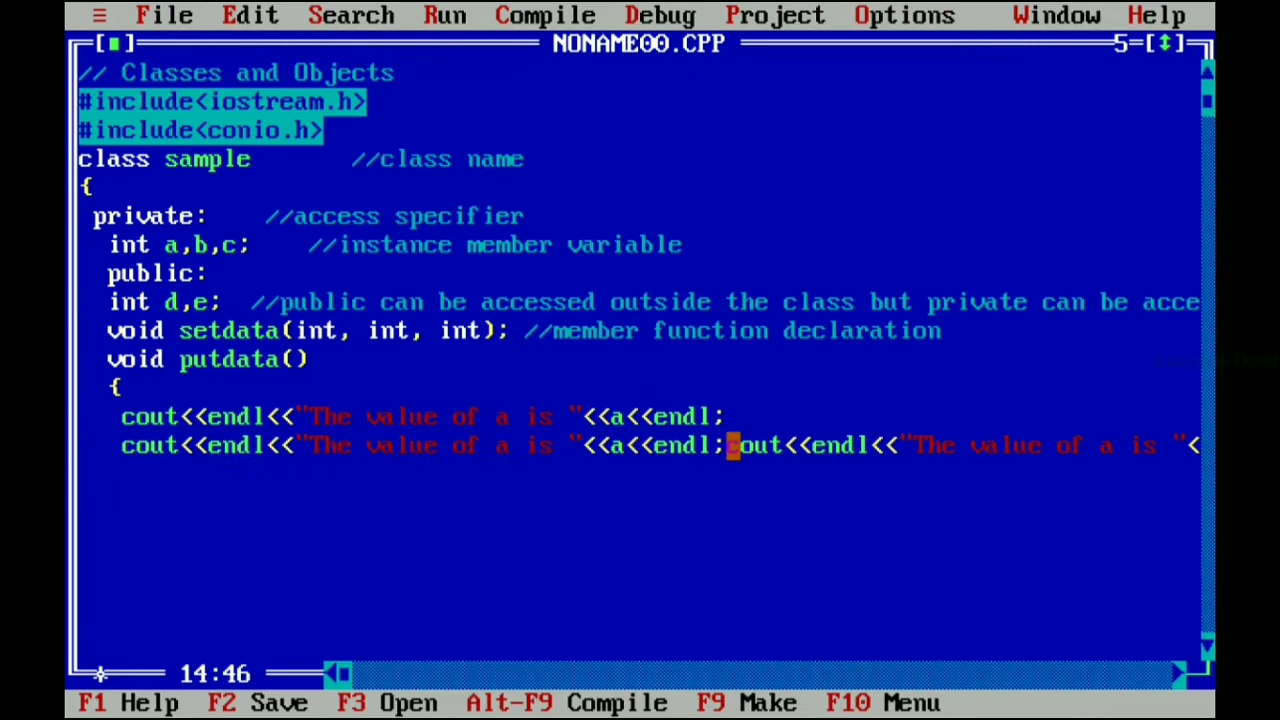 ≡ File Edit Search Run Compile Debug Project Options Window Help
[■] NONAME00.CPP 5=[↕]
// Classes and Objects
#include<iostream.h>
#include<conio.h>
class sample //class name
{
private: //access specifier
int a,b,c; //instance member variable
public:
int d,e; //public can be accessed outside the class but private can be acce
void setdata(int, int, int); //member function declaration
void putdata()
{
cout<<endl<<"The value of a is "<<a<<endl;
cout<<endl<<"The value of a is "<<a<<endl;cout<<endl<<"The value of a is "<
14:46
F1 Help F2 Save F3 Open Alt-F9 Compile F9 Make F10 Menu